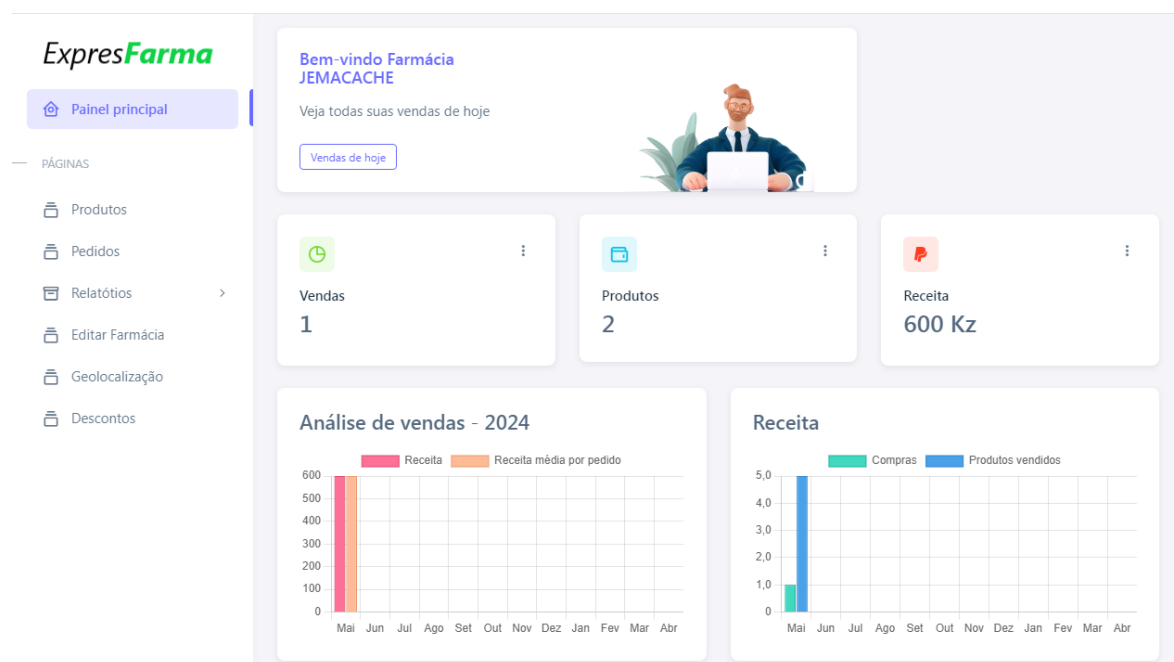 ExpresFarma
Painel principal
PÁGINAS
Produtos
Pedidos
Relatótios
Editar Farmácia
Geolocalização
Descontos
Bem-vindo Farmácia
JEMACACHE
Veja todas suas vendas de hoje
Vendas de hoje
Vendas
1
Produtos
2
Receita
600 Kz
Análise de vendas - 2024
Receita Receita média por pedido
600
500
400
300
200
100
0
Mai Jun Jul Ago Set Out Nov Dez Jan Fev Mar Abr
Receita
Compras Produtos vendidos
5,0
4,0
3,0
2,0
1,0
0
Mai Jun Jul Ago Set Out Nov Dez Jan Fev Mar Abr